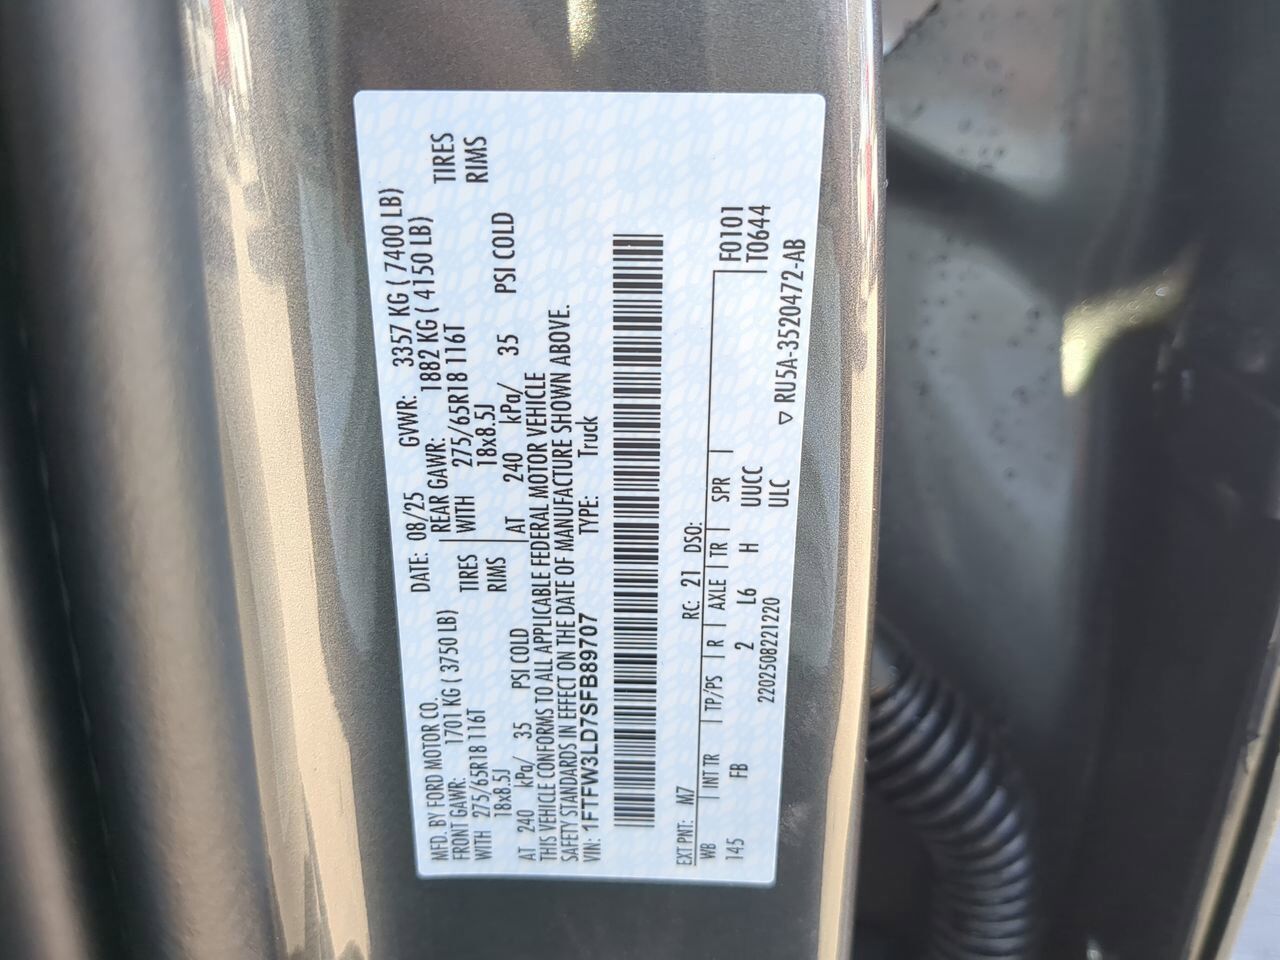 MFD. BY FORD MOTOR CO. DATE: 08/25 GVWR: 3357 KG ( 7400 LB)
FRONT GAWR: 1701 KG ( 3750 LB) REAR GAWR: 1882 KG ( 4150 LB)
WITH 275/65R18 116T TIRES WITH 275/65R18 116T TIRES
18x8.5J RIMS 18x8.5J RIMS
AT 240 kPa/ 35 PSI COLD AT 240 kPa/ 35 PSI COLD
THIS VEHICLE CONFORMS TO ALL APPLICABLE FEDERAL MOTOR VEHICLE
SAFETY STANDARDS IN EFFECT ON THE DATE OF MANUFACTURE SHOWN ABOVE.
VIN: 1FTFW3LD7SFB89707 TYPE: Truck
EXT PNT: M7 RC: 21 DSO:
WB INT TR TP/PS R AXLE TR SPR F0101
145 FB 2 L6 H UUCC T0644
2202508221220 ULC ▽ RU5A-3520472-AB